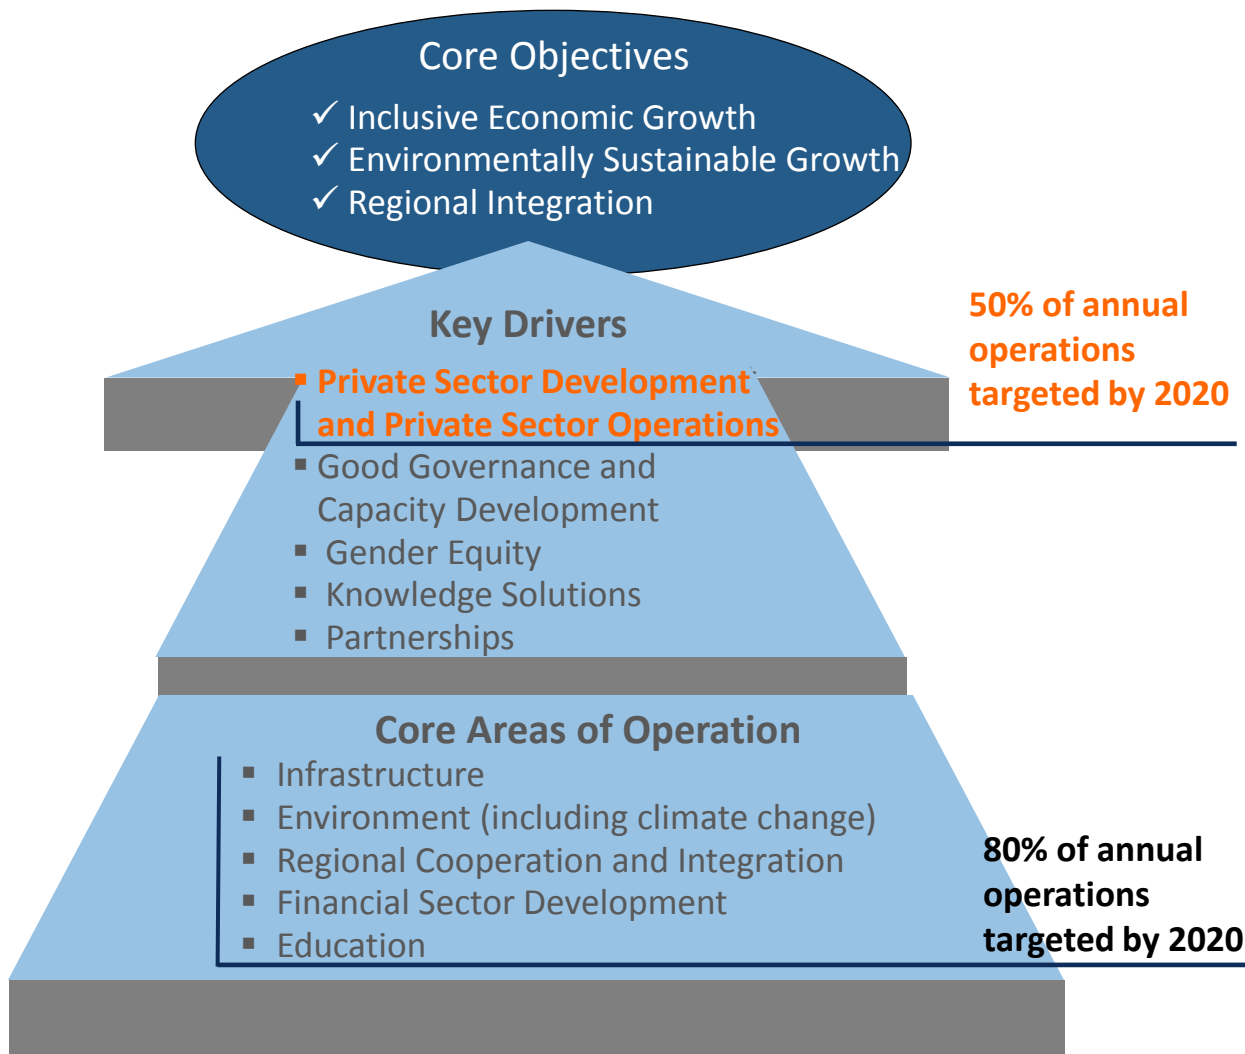 Core Objectives
✓ Inclusive Economic Growth
✓ Environmentally Sustainable Growth
✓ Regional Integration
Key Drivers
50% of annual
operations
targeted by 2020
▪ Private Sector Development
and Private Sector Operations
▪ Good Governance and
Capacity Development
▪ Gender Equity
▪ Knowledge Solutions
▪ Partnerships
Core Areas of Operation
▪ Infrastructure
▪ Environment (including climate change)
▪ Regional Cooperation and Integration
▪ Financial Sector Development
▪ Education
80% of annual
operations
targeted by 2020